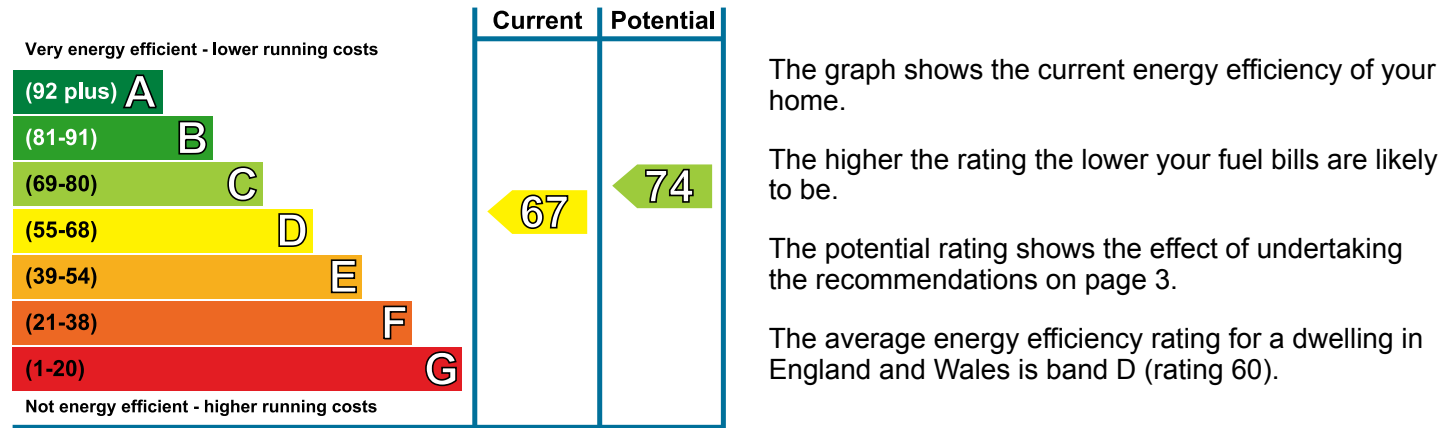 Current Potential
Very energy efficient - lower running costs
(92 plus) A
(81-91) B
(69-80) C
(55-68) D
(39-54) E
(21-38) F
(1-20) G
Not energy efficient - higher running costs
67
74
The graph shows the current energy efficiency of your
home.
The higher the rating the lower your fuel bills are likely
to be.
The potential rating shows the effect of undertaking
the recommendations on page 3.
The average energy efficiency rating for a dwelling in
England and Wales is band D (rating 60).